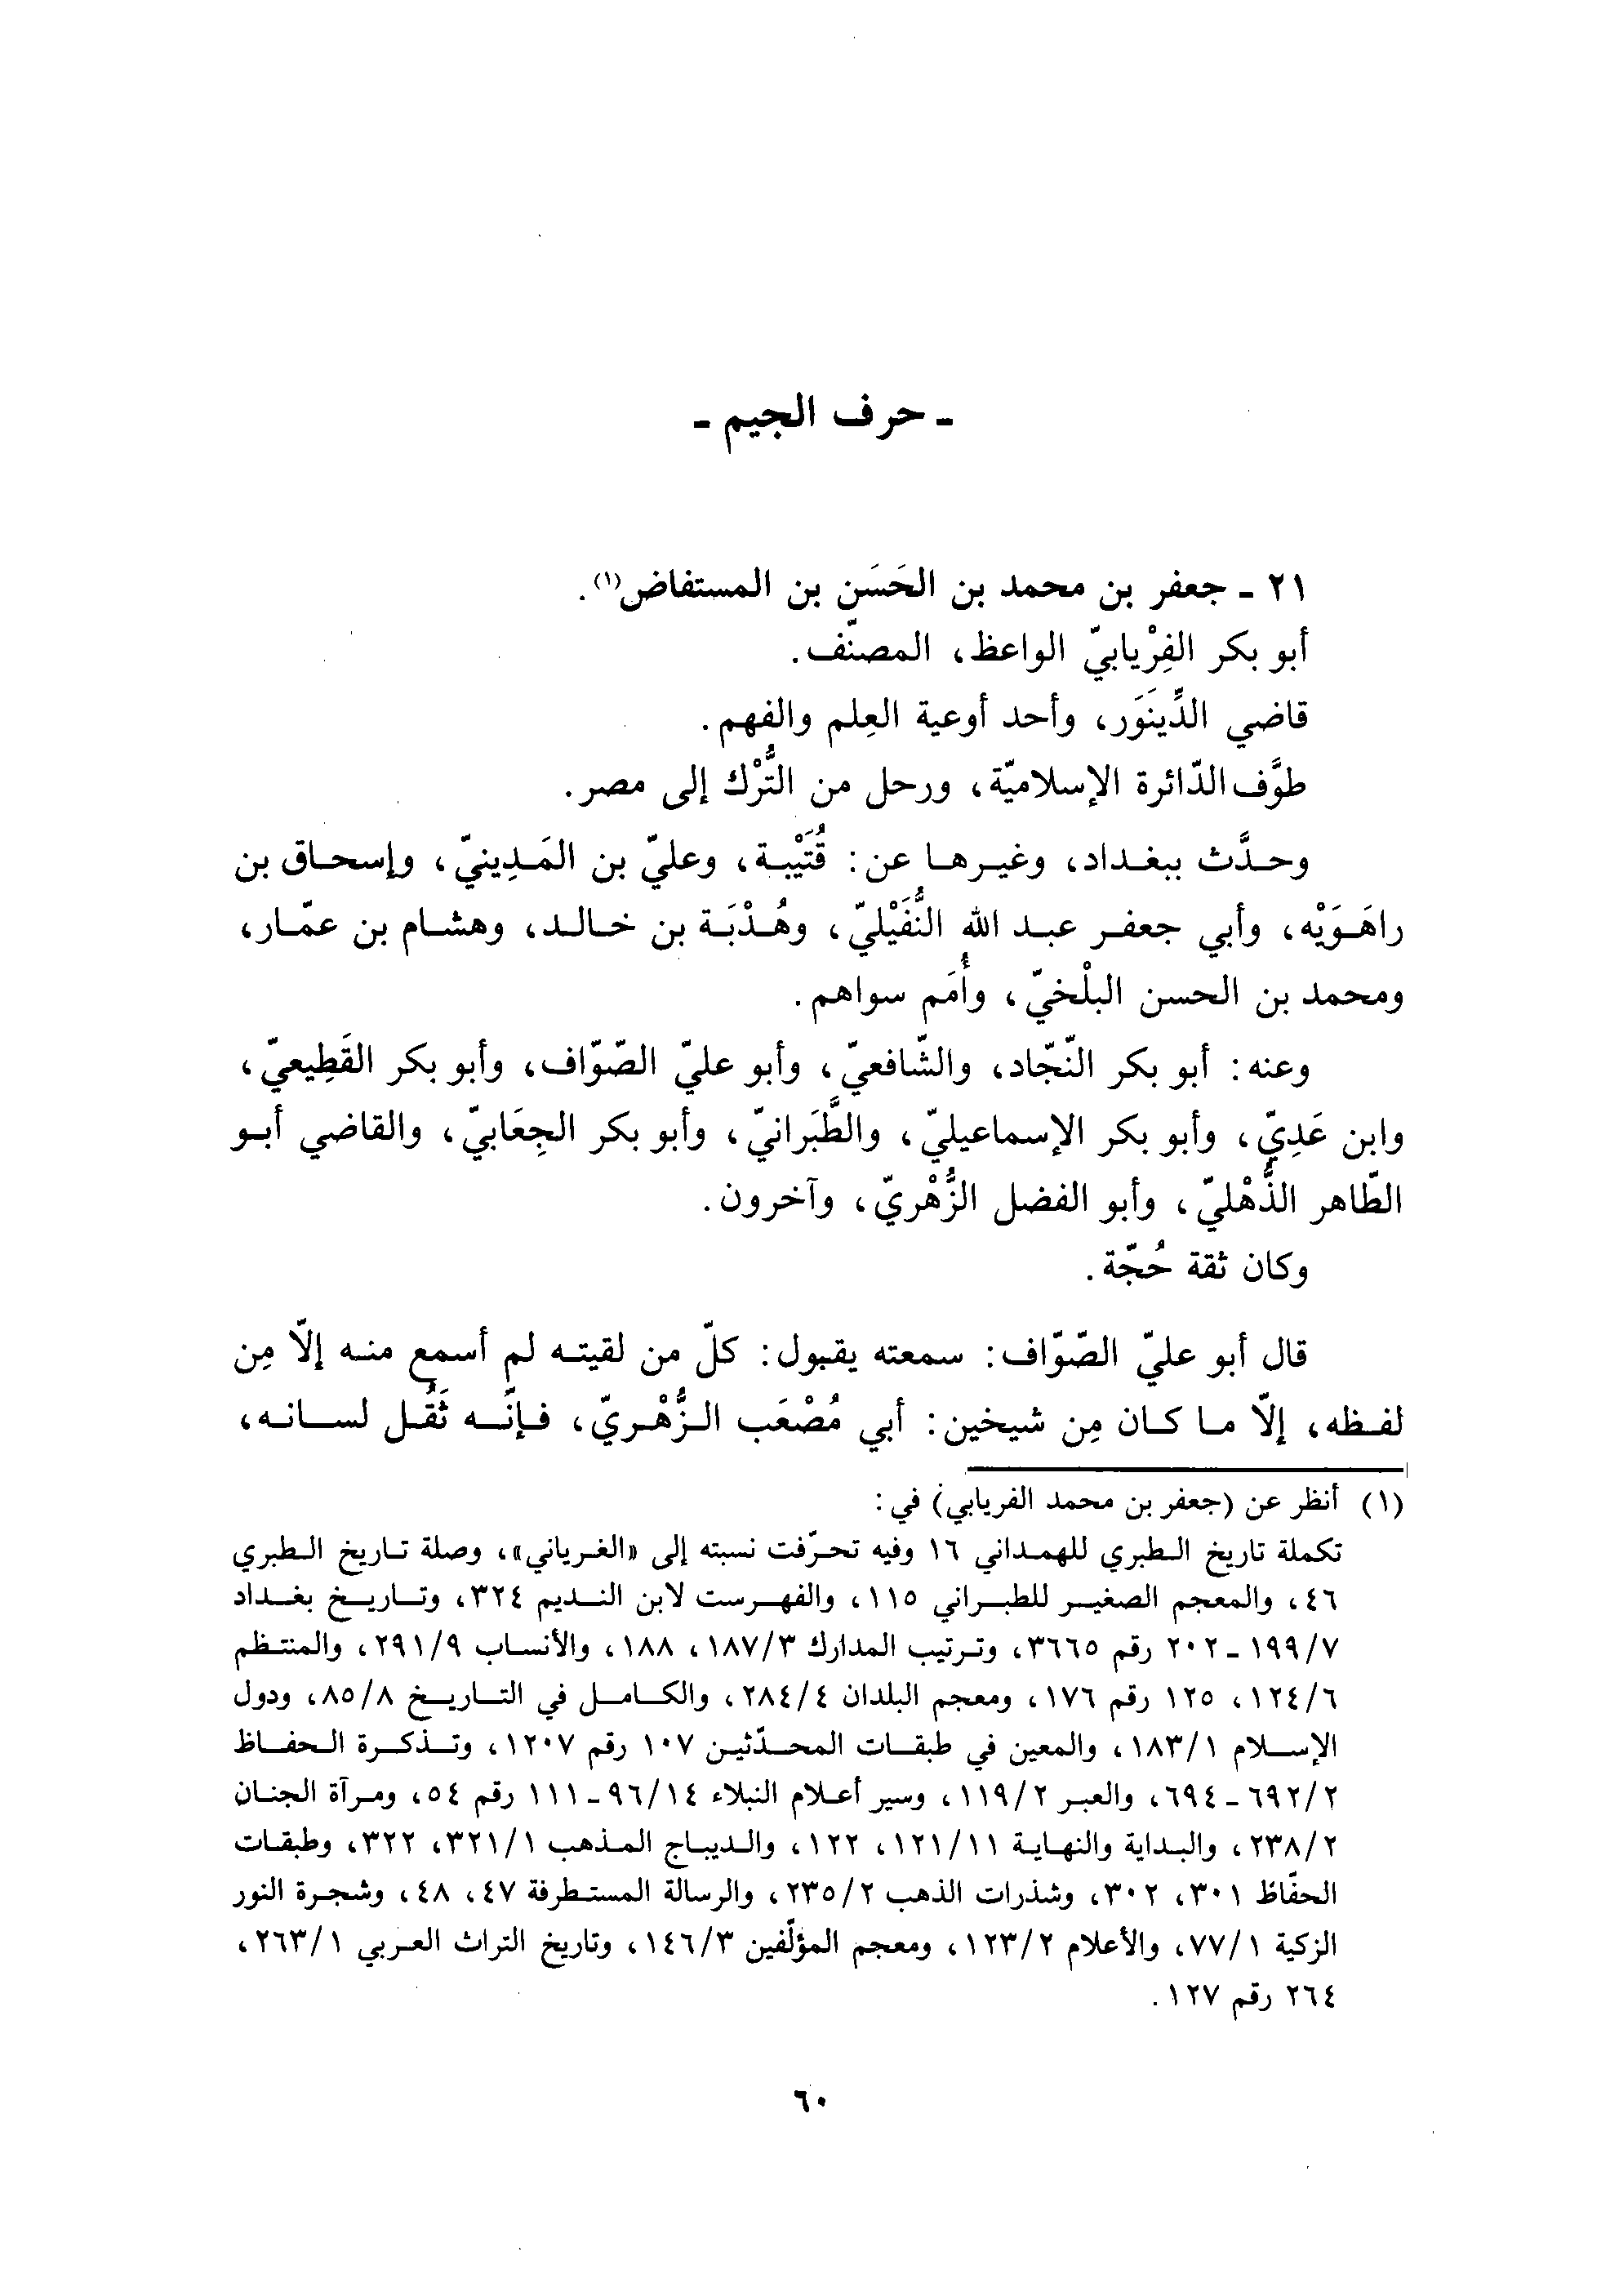 ـ حرف الجيم ـ
٢١ ـ جعفر بن محمد بن الحَسَن بن المستفاض(١).
أبو بكر الفِرْيابيّ الواعظ، المصنّف.
قاضي الدِّينَوَر، وأحد أوعية العِلم والفهم.
طوَّف الدّائرة الإسلاميّة، ورحل من التُّرْك إلى مصر.
وحدَّث ببغداد، وغيرها عن: قُتَيْبة، وعليّ بن المَدِينيّ، وإسحاق بن
راهَوَيْه، وأبي جعفر عبد الله النُّفَيْليّ، وهُدْبَة بن خالد، وهشام بن عمّار،
ومحمد بن الحسن البلْخيّ، وأُمَم سواهم.
وعنه: أبو بكر النّجّاد، والشّافعيّ، وأبو عليّ الصّوّاف، وأبو بكر القَطِيعيّ،
وابن عَدِيّ، وأبو بكر الإسماعيليّ، والطَّبَرانيّ، وأبو بكر الجِعَابيّ، والقاضي أبو
الطّاهر الذُّهْليّ، وأبو الفضل الزُّهْريّ، وآخرون.
وكان ثقة حُجّة.
قال أبو عليّ الصّوّاف: سمعته يقبول: كلّ من لقيته لم أسمع منه إلّا مِن
لفظه، إلّا ما كان مِن شيخين: أبي مُصْعَب الزُّهْريّ، فإنّه ثَقُل لسانه،
(١) أنظر عن (جعفر بن محمد الفريابي) في:
تكملة تاريخ الطبري للهمداني ١٦ وفيه تحرّفت نسبته إلى «الغرياني»، وصلة تاريخ الطبري
٤٦، والمعجم الصغير للطبراني ١١٥، والفهرست لابن النديم ٣٢٤، وتاريخ بغداد
٧/١٩٩ ـ ٢٠٢ رقم ٣٦٦٥، وترتيب المدارك ٣/١٨٧، ١٨٨، والأنساب ٩/٢٩١، والمنتظم
٦/١٢٤، ١٢٥ رقم ١٧٦، ومعجم البلدان ٤/٢٨٤، والكامل في التاريخ ٨/٨٥، ودول
الإسلام ١/١٨٣، والمعين في طبقات المحدّثين ١٠٧ رقم ١٢٠٧، وتذكرة الحفاظ
٢/٦٩٢ ـ ٦٩٤، والعبر ٢/١١٩، وسير أعلام النبلاء ١٤/٩٦ ـ ١١١ رقم ٥٤، ومرآة الجنان
٢/٢٣٨، والبداية والنهاية ١١/١٢١، ١٢٢، والديباج المذهب ١/٣٢١، ٣٢٢، وطبقات
الحفّاظ ٣٠١، ٣٠٢، وشذرات الذهب ٢/٢٣٥، والرسالة المستطرفة ٤٧، ٤٨، وشجرة النور
الزكية ١/٧٧، والأعلام ٢/١٢٣، ومعجم المؤلّفين ٣/١٤٦، وتاريخ التراث العربي ١/٢٦٣،
٢٦٤ رقم ١٢٧.
٦٠